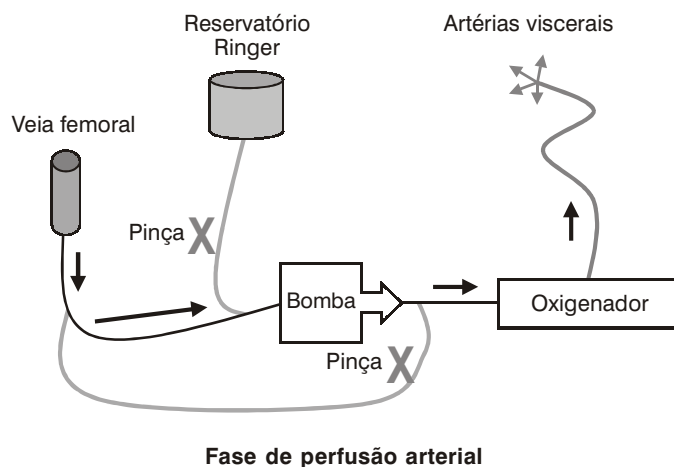 Reservatório
Ringer
Artérias viscerais
Veia femoral
Pinça X
Bomba
Oxigenador
Pinça X
Fase de perfusão arterial